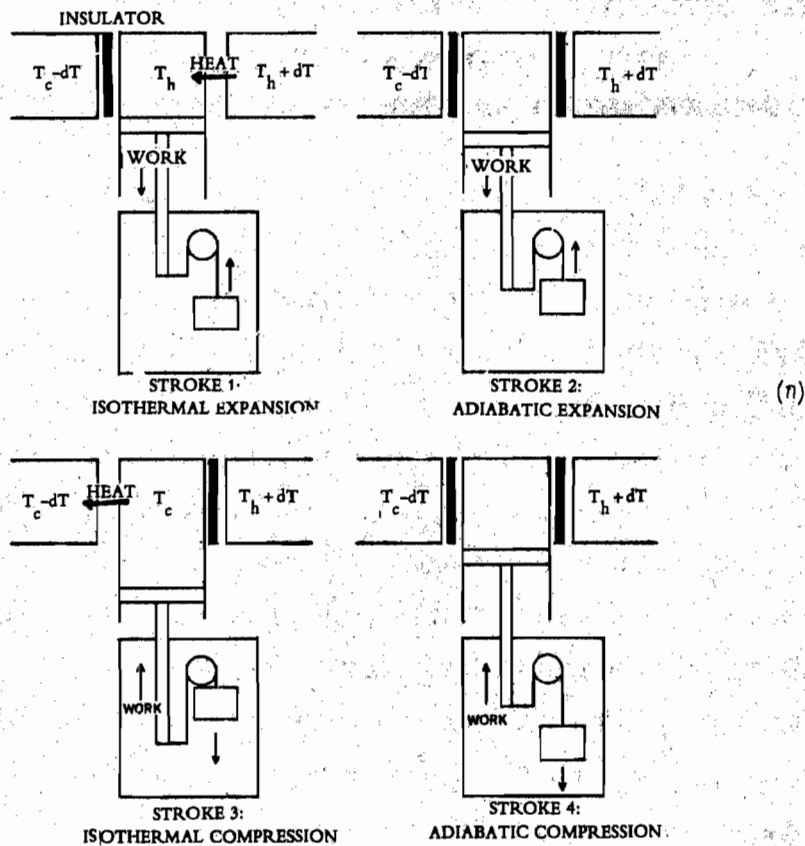 INSULATOR
T_c-dT
T_h
HEAT
T_h+dT
WORK
STROKE 1:
ISOTHERMAL EXPANSION
T_c-dT
T_h+dT
WORK
STROKE 2:
ADIABATIC EXPANSION
(n)
T_c-dT
HEAT
T_c
T_h+dT
WORK
STROKE 3:
ISOTHERMAL COMPRESSION
T_c-dT
T_h+dT
WORK
STROKE 4:
ADIABATIC COMPRESSION.